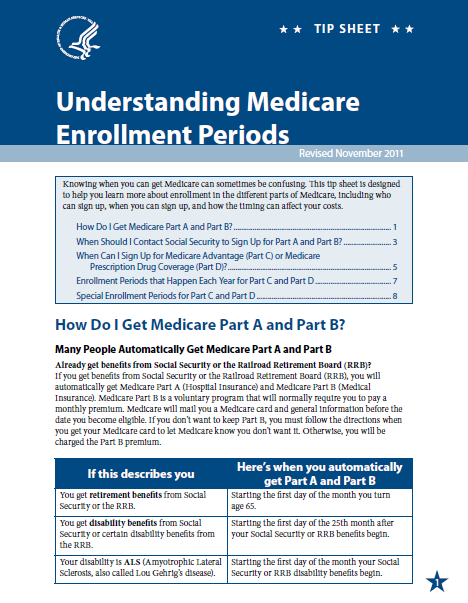 ★ ★ TIP SHEET ★ ★
Understanding Medicare
Enrollment Periods
Revised November 2011
Knowing when you can get Medicare can sometimes be confusing. This tip sheet is designed
to help you learn more about enrollment in the different parts of Medicare, including who
can sign up, when you can sign up, and how the timing can affect your costs.
How Do I Get Medicare Part A and Part B? 1
When Should I Contact Social Security to Sign Up for Part A and Part B? 3
When Can I Sign Up for Medicare Advantage (Part C) or Medicare
Prescription Drug Coverage (Part D)? 5
Enrollment Periods that Happen Each Year for Part C and Part D 7
Special Enrollment Periods for Part C and Part D 8
How Do I Get Medicare Part A and Part B?
Many People Automatically Get Medicare Part A and Part B
Already get benefits from Social Security or the Railroad Retirement Board (RRB)?
If you get benefits from Social Security or the Railroad Retirement Board (RRB), you will
automatically get Medicare Part A (Hospital Insurance) and Medicare Part B (Medical
Insurance). Medicare Part B is a voluntary program that will normally require you to pay a
monthly premium. Medicare will mail you a Medicare card and general information before the
date you become eligible. If you don't want to keep Part B, you must follow the directions when
you get your Medicare card to let Medicare know you don't want it. Otherwise, you will be
charged the Part B premium.
If this describes you
Here's when you automatically
get Part A and Part B
You get retirement benefits from Social
Security or the RRB.
Starting the first day of the month you turn
age 65.
You get disability benefits from Social
Security or certain disability benefits from
the RRB.
Starting the first day of the 25th month after
your Social Security or RRB benefits begin.
Your disability is ALS (Amyotrophic Lateral
Sclerosis, also called Lou Gehrig's disease).
Starting the first day of the month your Social
Security or RRB disability benefits begin.
1